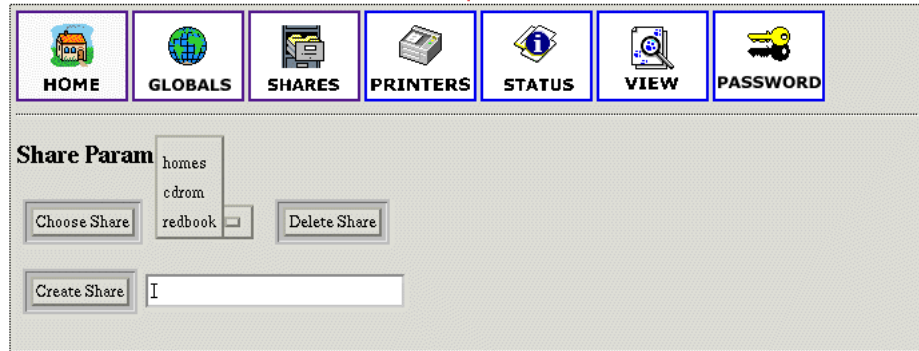 HOME GLOBALS SHARES PRINTERS STATUS VIEW PASSWORD
Share Param
homes
cdrom
Choose Share redbook Delete Share
Create Share